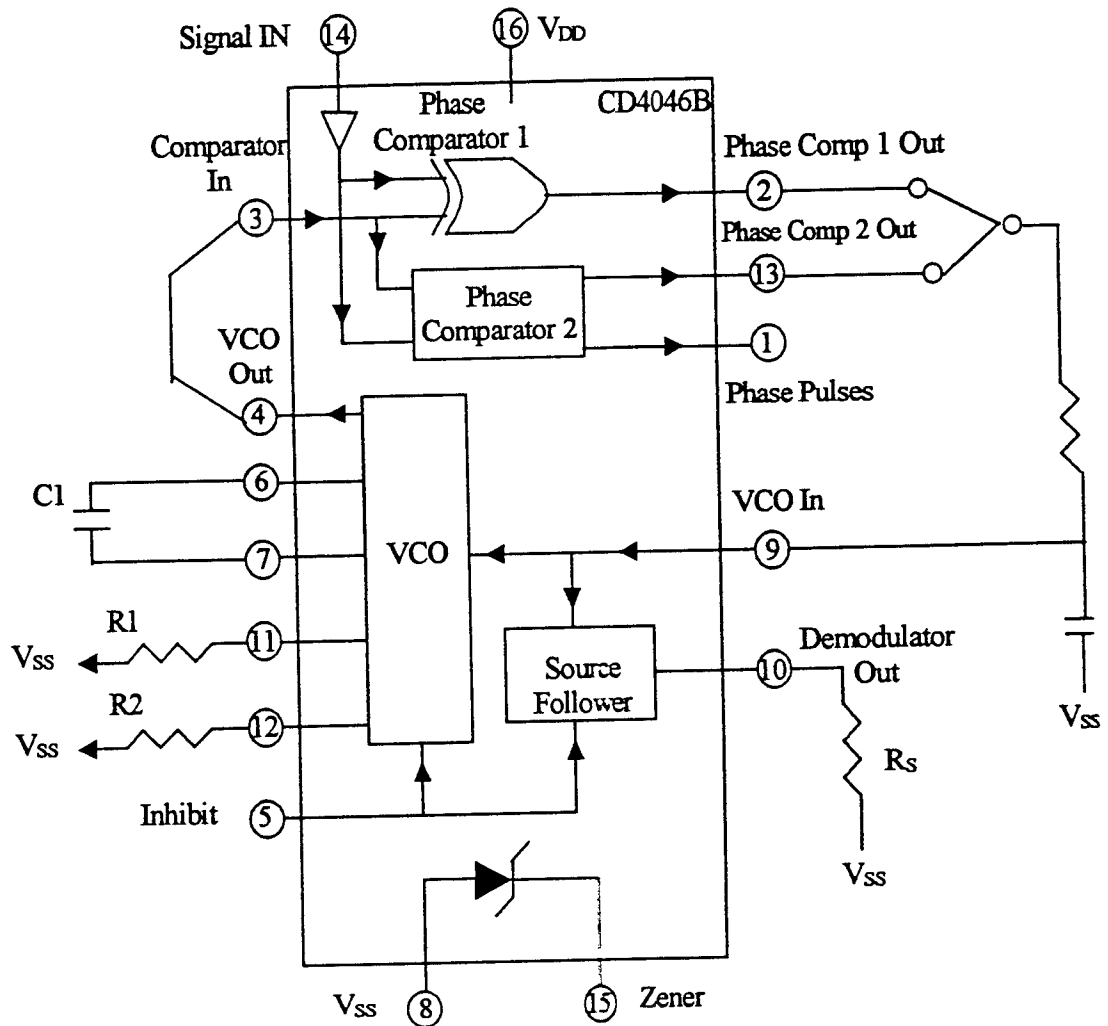 Signal IN
14
16
VDD
CD4046B
Phase
Comparator 1
Comparator
In
3
Phase Comp 1 Out
2
Phase Comp 2 Out
13
Phase
Comparator 2
1
Phase Pulses
VCO
Out
4
6
C1
7
VCO
VCO In
9
R1
VSS
11
R2
VSS
12
Source
Follower
10
Demodulator
Out
VSS
RS
VSS
Inhibit
5
VSS
8
15
Zener